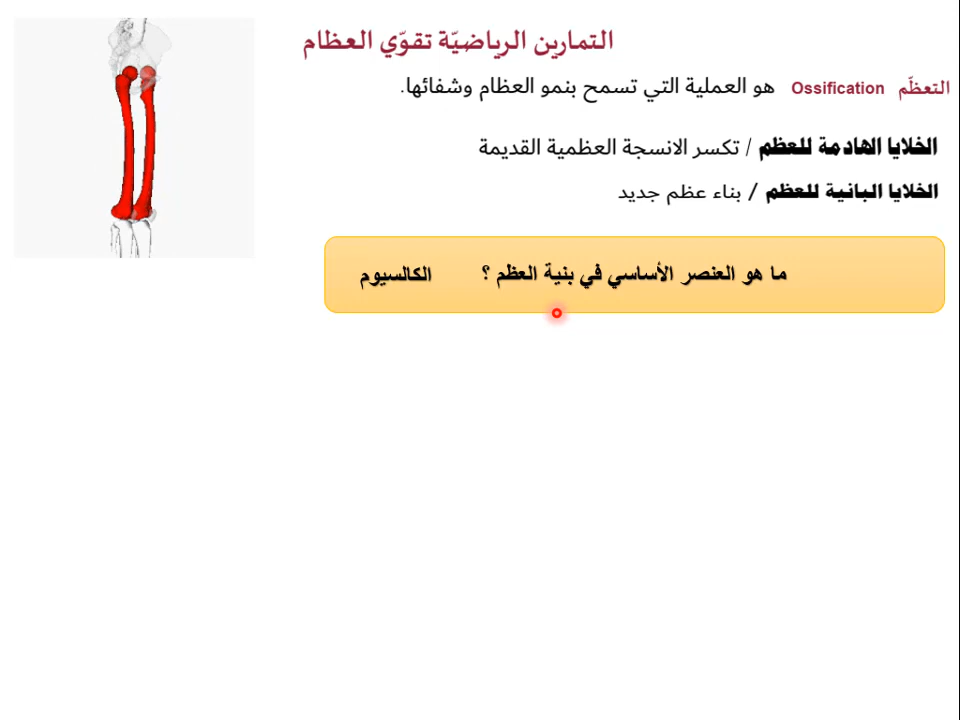 التمارين الرياضيّة تقوّي العظام
التعظّم Ossification هو العملية التي تسمح بنمو العظام وشفائها.
الخلايا الهادمة للعظم / تكسر الانسجة العظمية القديمة
الخلايا البانية للعظم / بناء عظم جديد
ما هو العنصر الأساسي في بنية العظم ؟ الكالسيوم